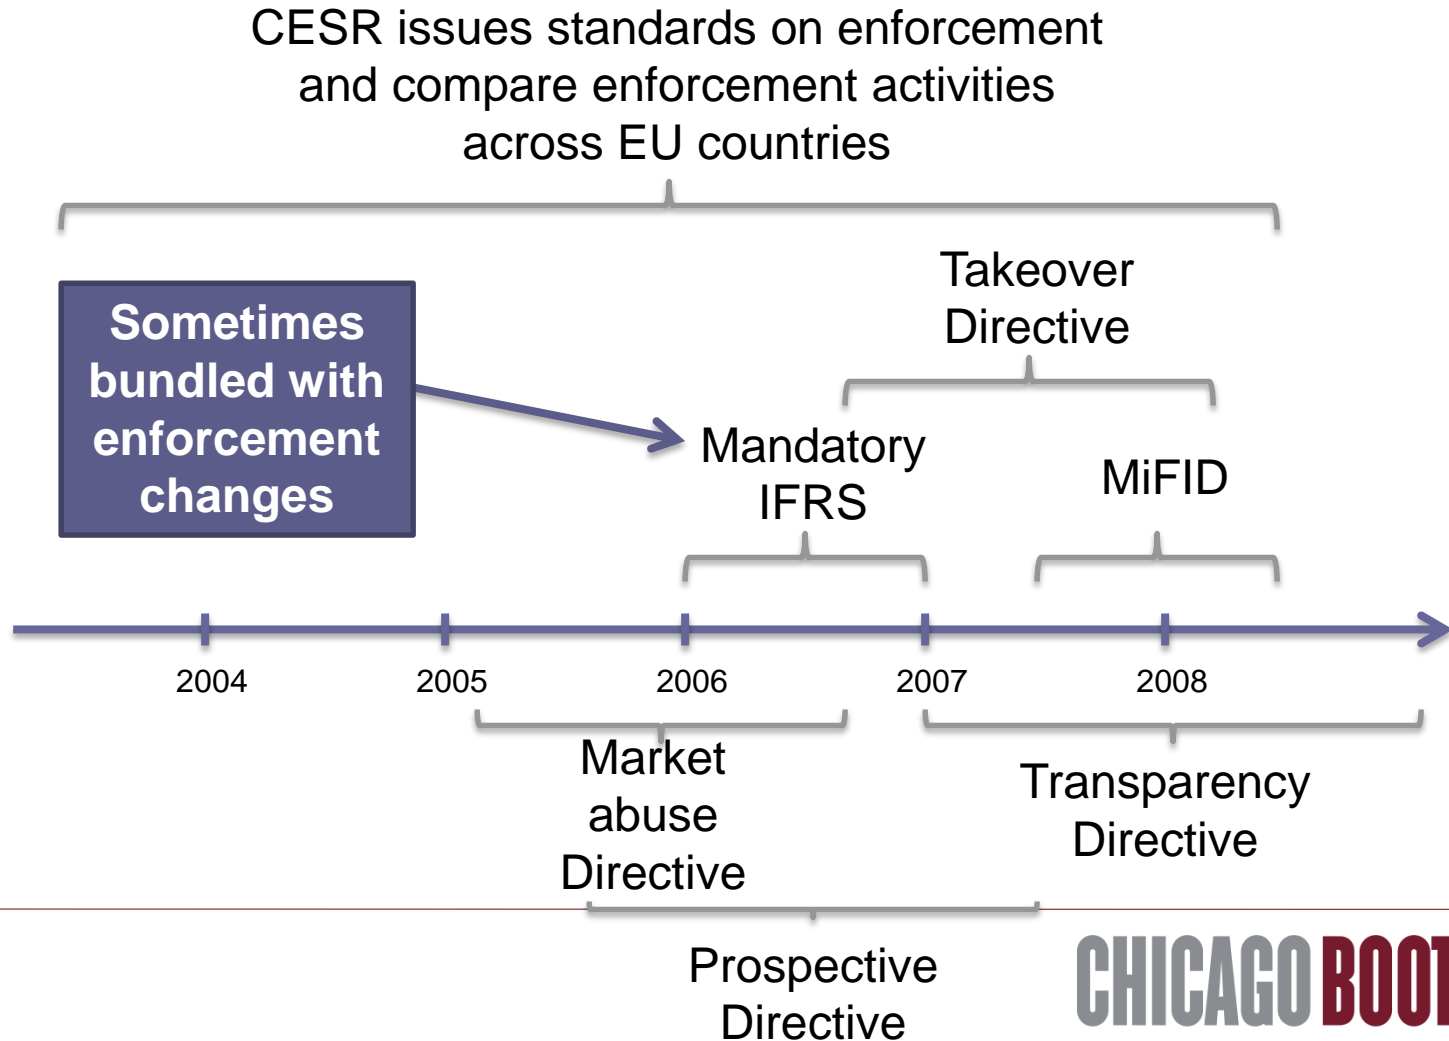 CESR issues standards on enforcement
and compare enforcement activities
across EU countries
Takeover
Directive
Sometimes
bundled with
enforcement
changes
Mandatory
IFRS
MiFID
2004 2005 2006 2007 2008
Market
abuse
Directive
Transparency
Directive
Prospective
Directive
CHICAGO BOOT